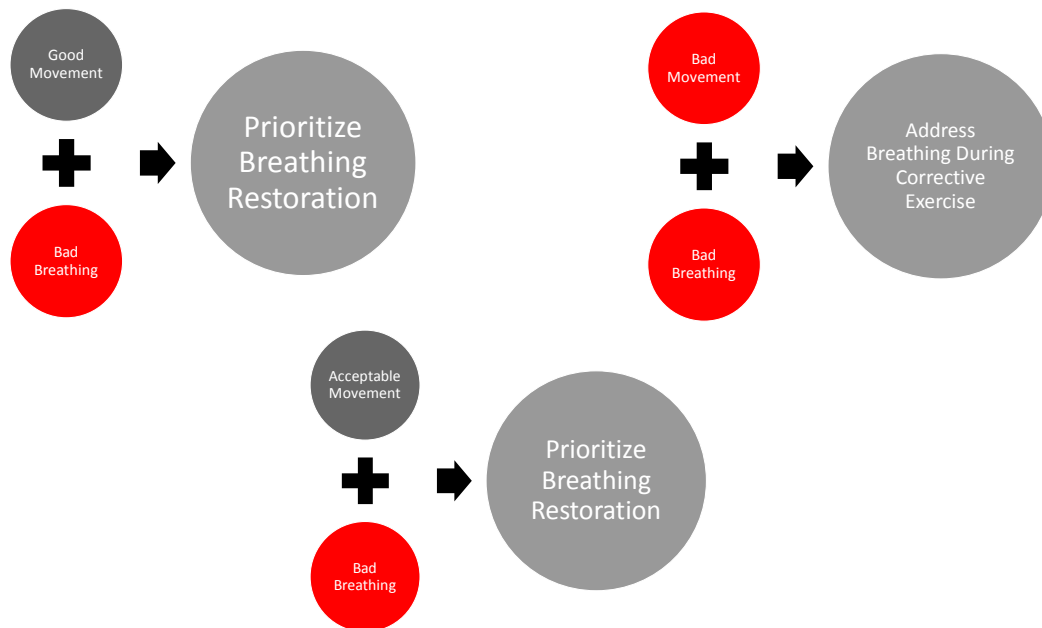 Good
Movement
Bad
Breathing
Prioritize
Breathing
Restoration
Bad
Movement
Bad
Breathing
Address
Breathing During
Corrective
Exercise
Acceptable
Movement
Bad
Breathing
Prioritize
Breathing
Restoration